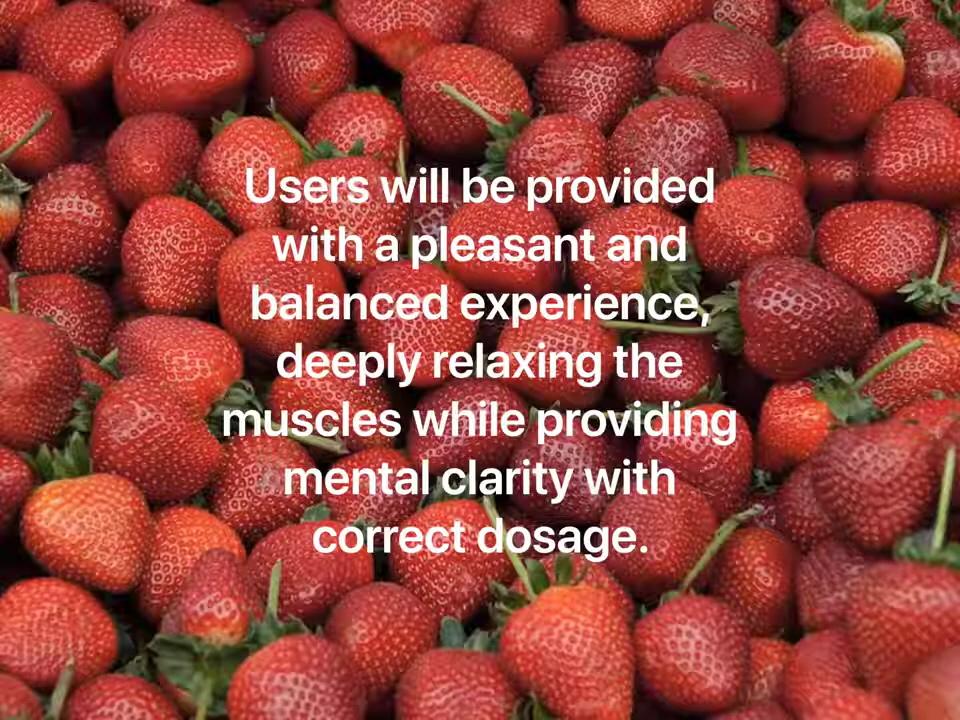 Users will be provided
with a pleasant and
balanced experience,
deeply relaxing the
muscles while providing
mental clarity with
correct dosage.